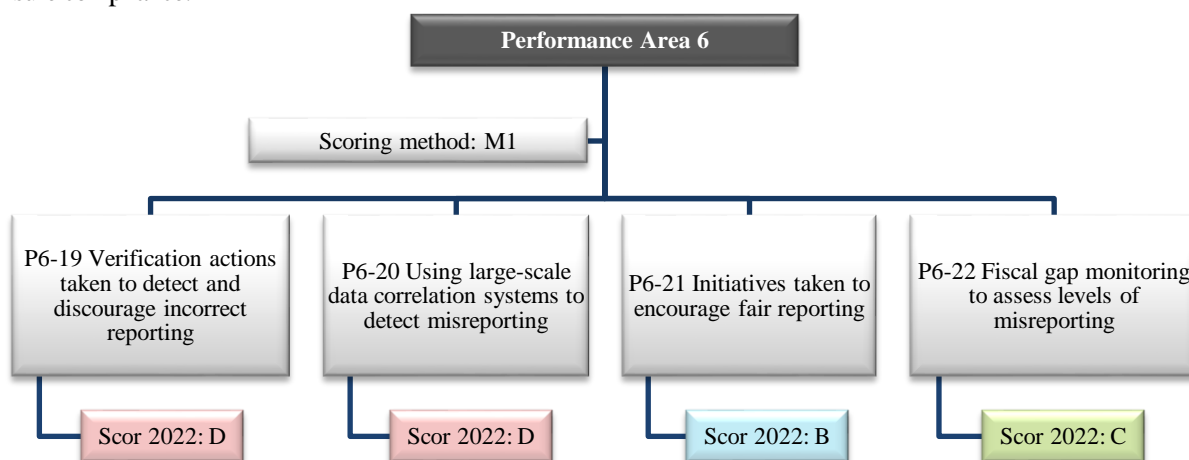 Performance Area 6
Scoring method: M1
P6-19 Verification actions
taken to detect and
discourage incorrect
reporting
P6-20 Using large-scale
data correlation systems to
detect misreporting
P6-21 Initiatives taken to
encourage fair reporting
P6-22 Fiscal gap monitoring
to assess levels of
misreporting
Scor 2022: D
Scor 2022: D
Scor 2022: B
Scor 2022: C